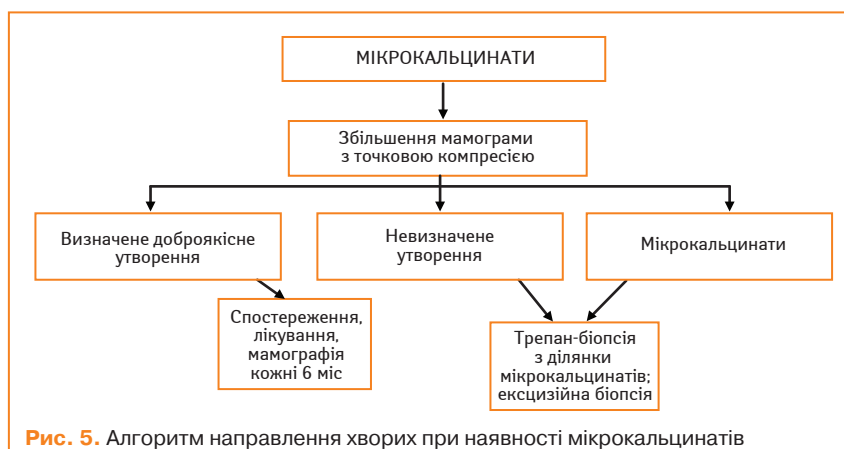 МІКРОКАЛЬЦИНАТИ
Збільшення мамограми
з точковою компресією
Визначене доброякісне
утворення
Невизначене
утворення
Мікрокальцинати
Спостереження,
лікування,
мамографія
кожні 6 міс
Трепан-біопсія
з ділянки
мікрокальцинатів;
ексцизійна біопсія
Рис. 5. Алгоритм направлення хворих при наявності мікрокальцинатів